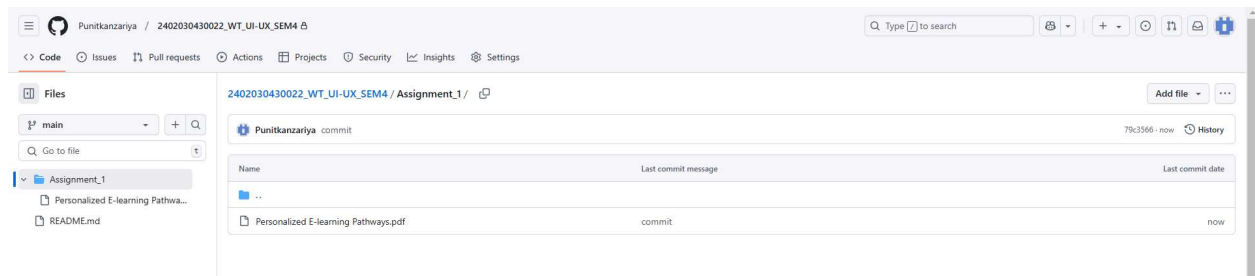 Punitkanzariya / 2402030430022_WT_UI-UX_SEM4
Type / to search
<> Code Issues Pull requests Actions Projects Security Insights Settings
Files
main
Go to file t
Assignment_1
Personalized E-learning Pathwa...
README.md
2402030430022_WT_UI-UX_SEM4 / Assignment_1 /
Add file
Punitkanzariya commit
79c3566 · now History
Name Last commit message Last commit date
..
Personalized E-learning Pathways.pdf commit now